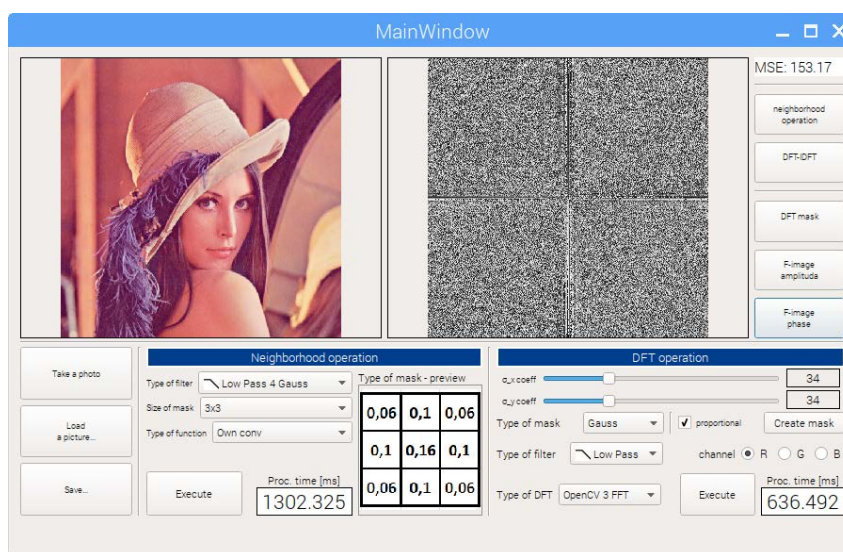 MainWindow
MSE: 153.17
neighborhood
operation
DFT-IDFT
DFT mask
F-image
amplituda
F-image
phase
Take a photo
Load
a picture...
Save...
Neighborhood operation
Type of filter Low Pass 4 Gauss
Size of mask 3x3
Type of function Own conv
Execute
Proc. time [ms]
1302.325
Type of mask - preview
0,06 0,1 0,06
0,1 0,16 0,1
0,06 0,1 0,06
DFT operation
σ_x coeff 34
σ_y coeff 34
Type of mask Gauss proportional Create mask
Type of filter Low Pass channel R G B
Type of DFT OpenCV 3 FFT Execute
Proc. time [ms]
636.492